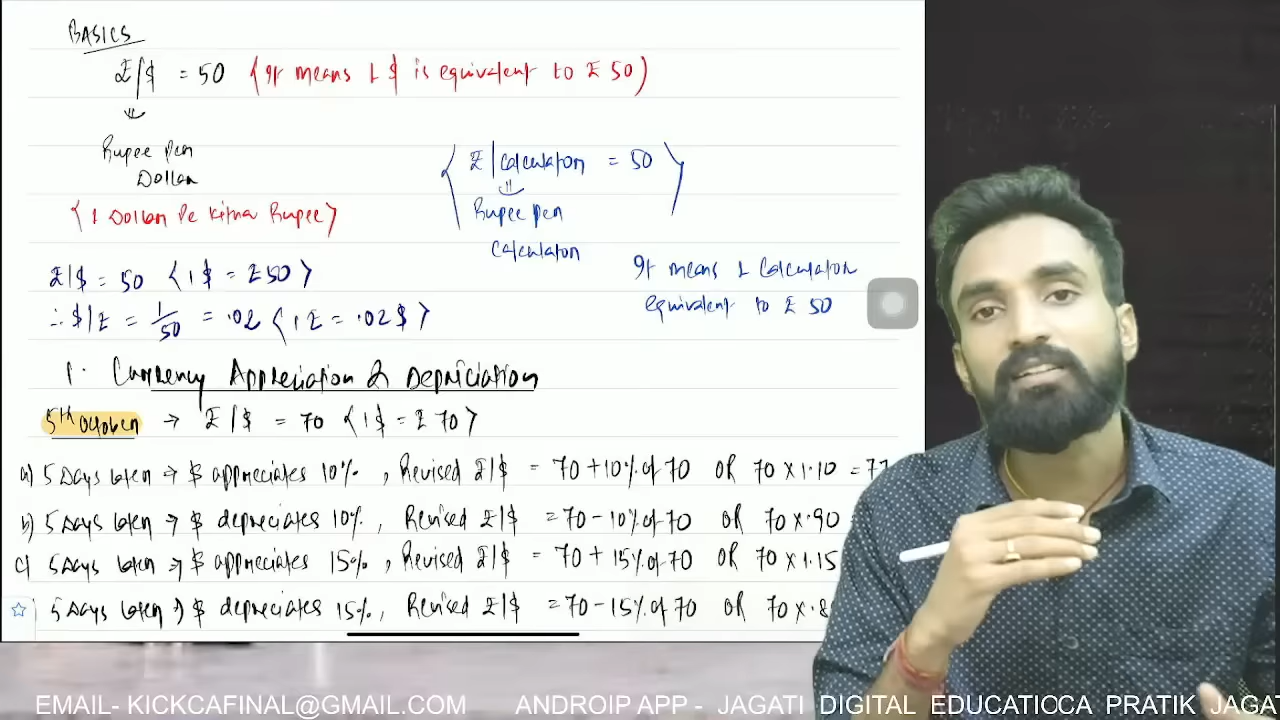 BASICS
₹/$ = 50 (It means 1 $ is equivalent to ₹ 50)
Rupee per
Dollar
{1 Dollar Pe Kitna Rupee}
₹/calculator = 50
Rupee per
calculator
It means 1 calculator
equivalent to ₹ 50
₹/$ = 50 <1 $ = ₹50>
∴ $/₹ = 1/50 = .02 <1 ₹ = .02 $>
1. Currency Appreciation & Depriciation
5th October → ₹/$ = 70 <1$ = ₹ 70>
a) 5 Days later → $ appreciates 10%, Revised ₹/$ = 70 + 10% of 70 or 70 x 1.10 = 77
b) 5 Days later → $ depreciates 10%, Revised ₹/$ = 70 - 10% of 70 or 70 x .90
c) 5 Days later → $ appreciates 15%, Revised ₹/$ = 70 + 15% of 70 or 70 x 1.15
5 Days later → $ depreciates 15%, Revised ₹/$ = 70 - 15% of 70 or 70 x .8
EMAIL- KICKCAFINAL@GMAIL.COM ANDROIP APP - JAGATI DIGITAL EDUCATICCA PRATIK JAGA